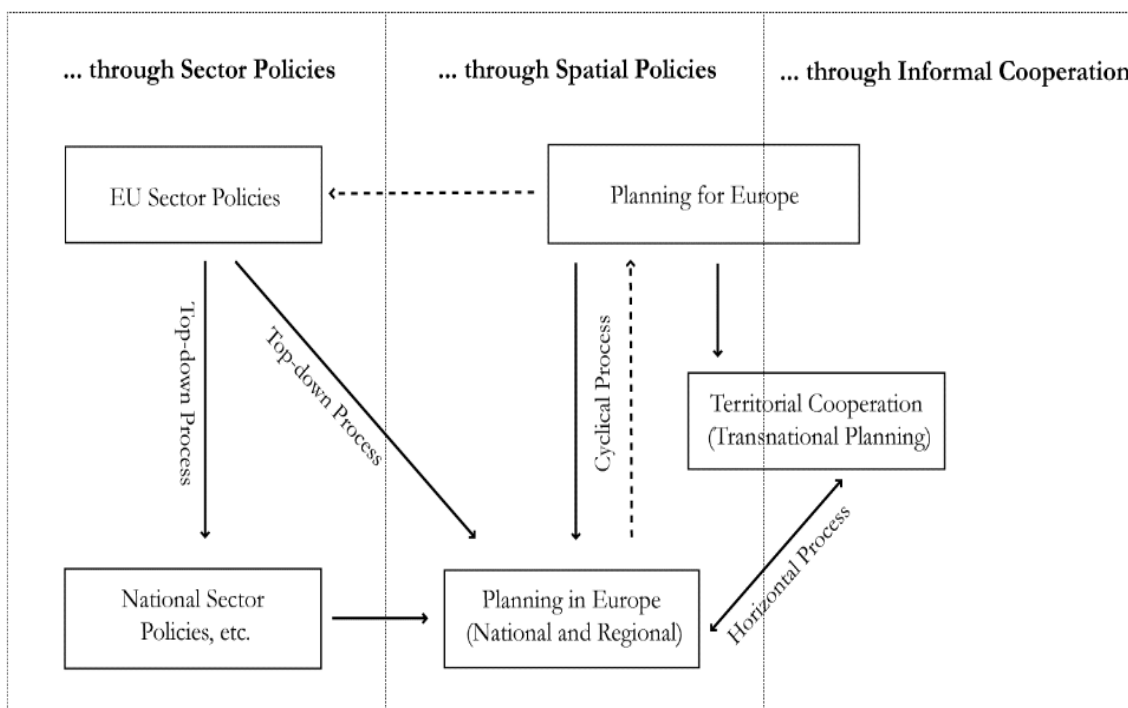 ... through Sector Policies
... through Spatial Policies
... through Informal Cooperation
EU Sector Policies
Planning for Europe
Top-down Process
Top-down Process
Cyclical Process
Territorial Cooperation
(Transnational Planning)
Horizontal Process
National Sector
Policies, etc.
Planning in Europe
(National and Regional)